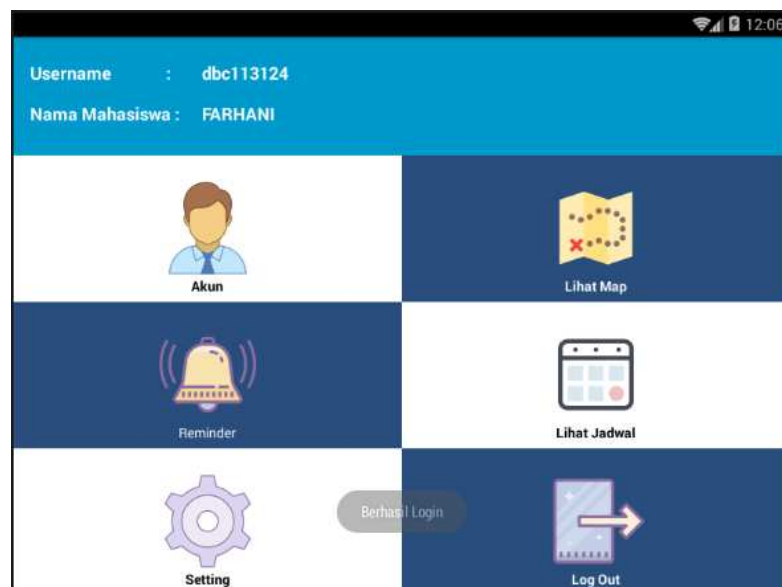 12:06
Username : dbc113124
Nama Mahasiswa : FARHANI
Akun
Lihat Map
Reminder
Lihat Jadwal
Berhasil Login
Setting
Log Out